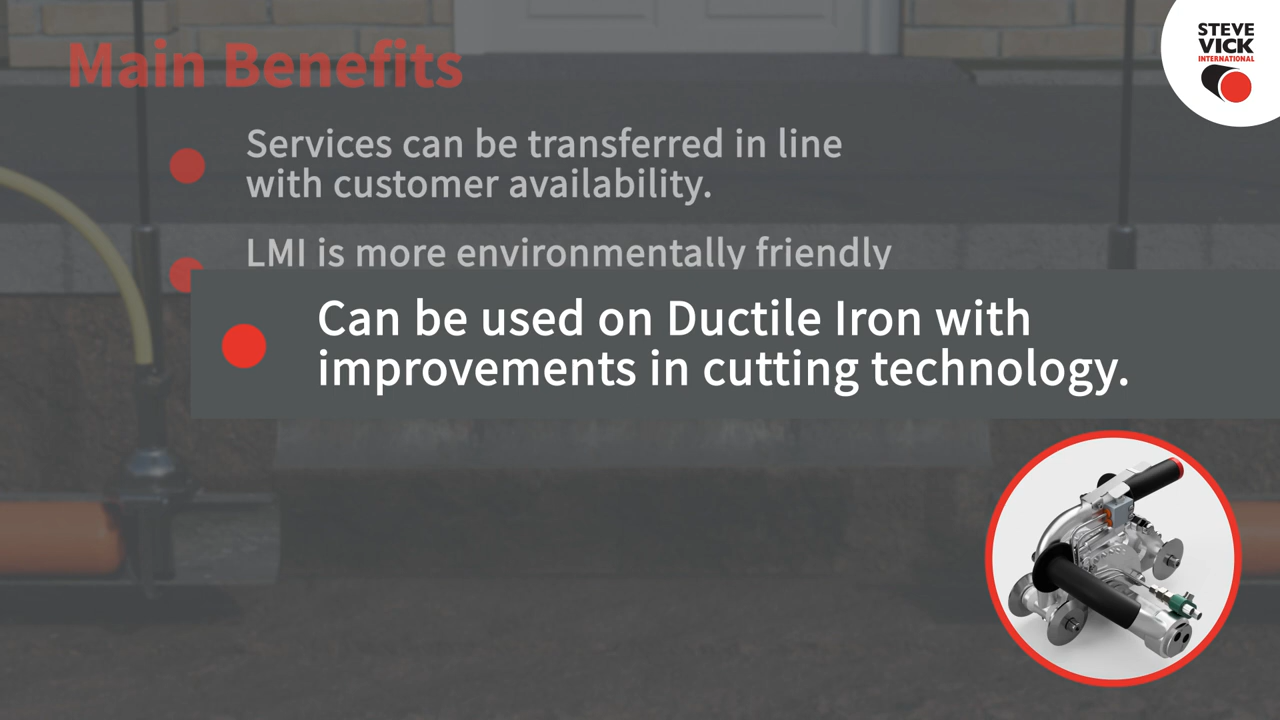 Main Benefits
STEVE
VICK
INTERNATIONAL
Services can be transferred in line
with customer availability.
LMI is more environmentally friendly
Can be used on Ductile Iron with
improvements in cutting technology.